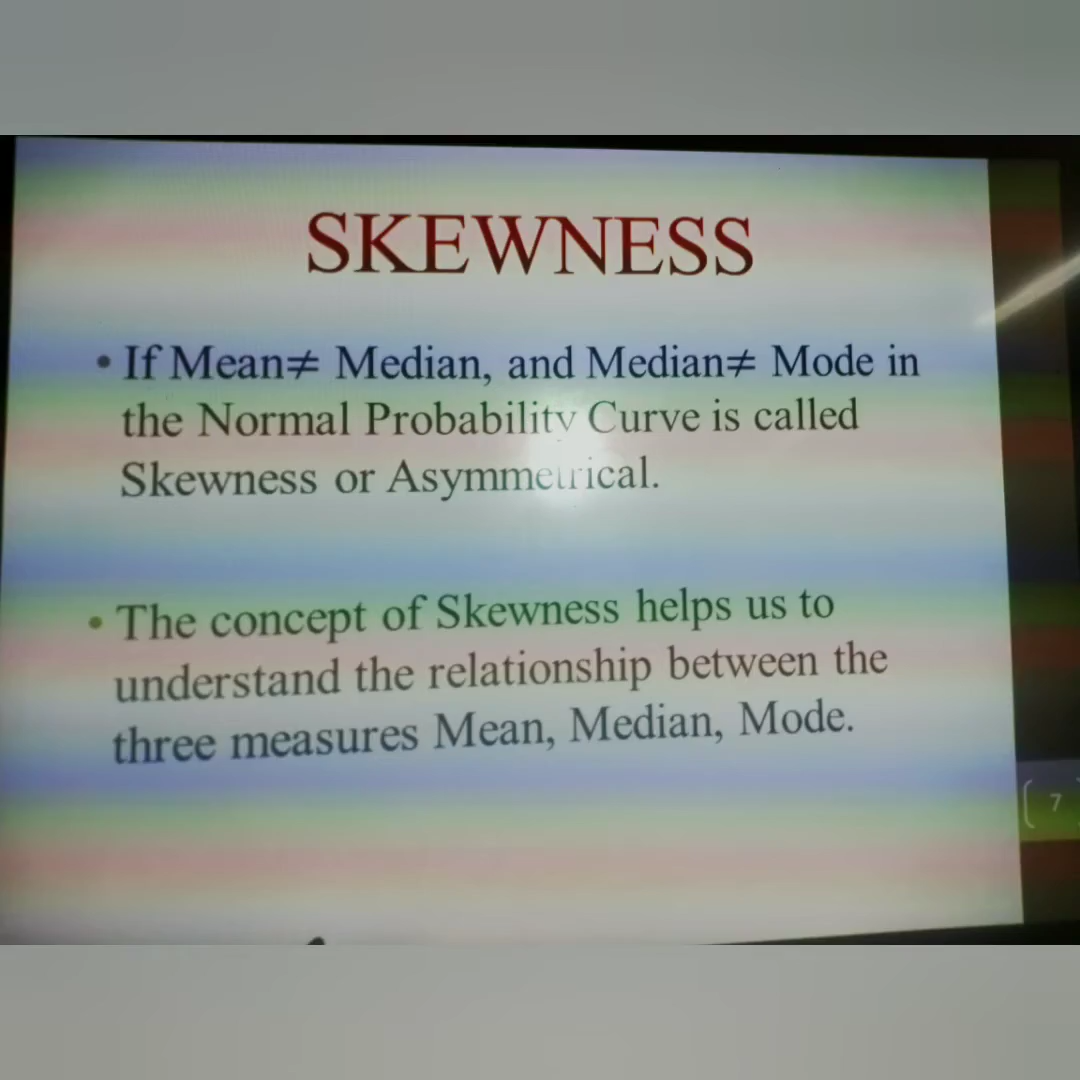 SKEWNESS
• If Mean≠ Median, and Median≠ Mode in
the Normal Probability Curve is called
Skewness or Asymmetrical.
• The concept of Skewness helps us to
understand the relationship between the
three measures Mean, Median, Mode.
7